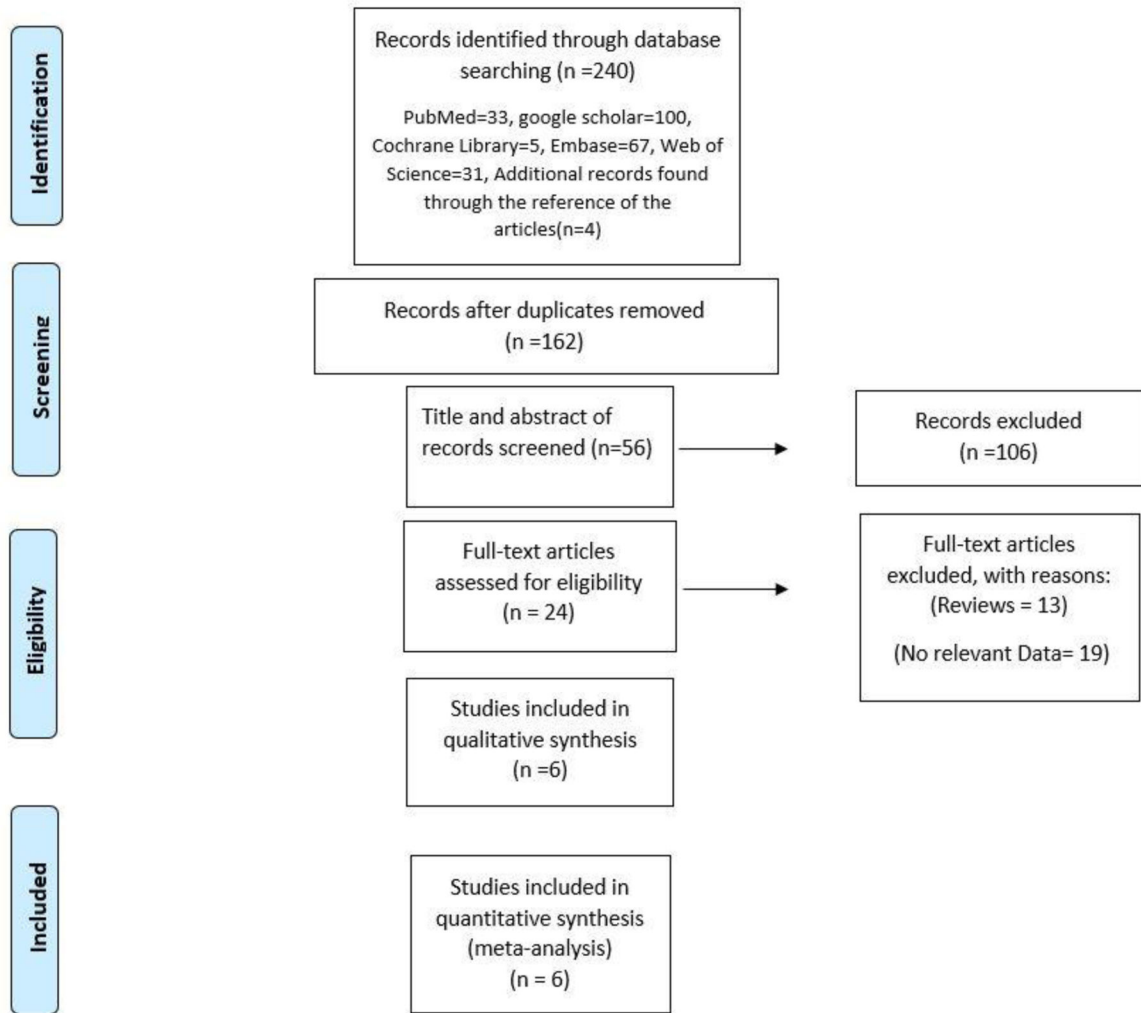 Identification
Records identified through database
searching (n =240)
PubMed=33, google scholar=100,
Cochrane Library=5, Embase=67, Web of
Science=31, Additional records found
through the reference of the
articles(n=4)
Screening
Records after duplicates removed
(n =162)
Title and abstract of
records screened (n=56)
Records excluded
(n =106)
Eligibility
Full-text articles
assessed for eligibility
(n = 24)
Full-text articles
excluded, with reasons:
(Reviews = 13)
(No relevant Data= 19)
Studies included in
qualitative synthesis
(n =6)
Included
Studies included in
quantitative synthesis
(meta-analysis)
(n = 6)